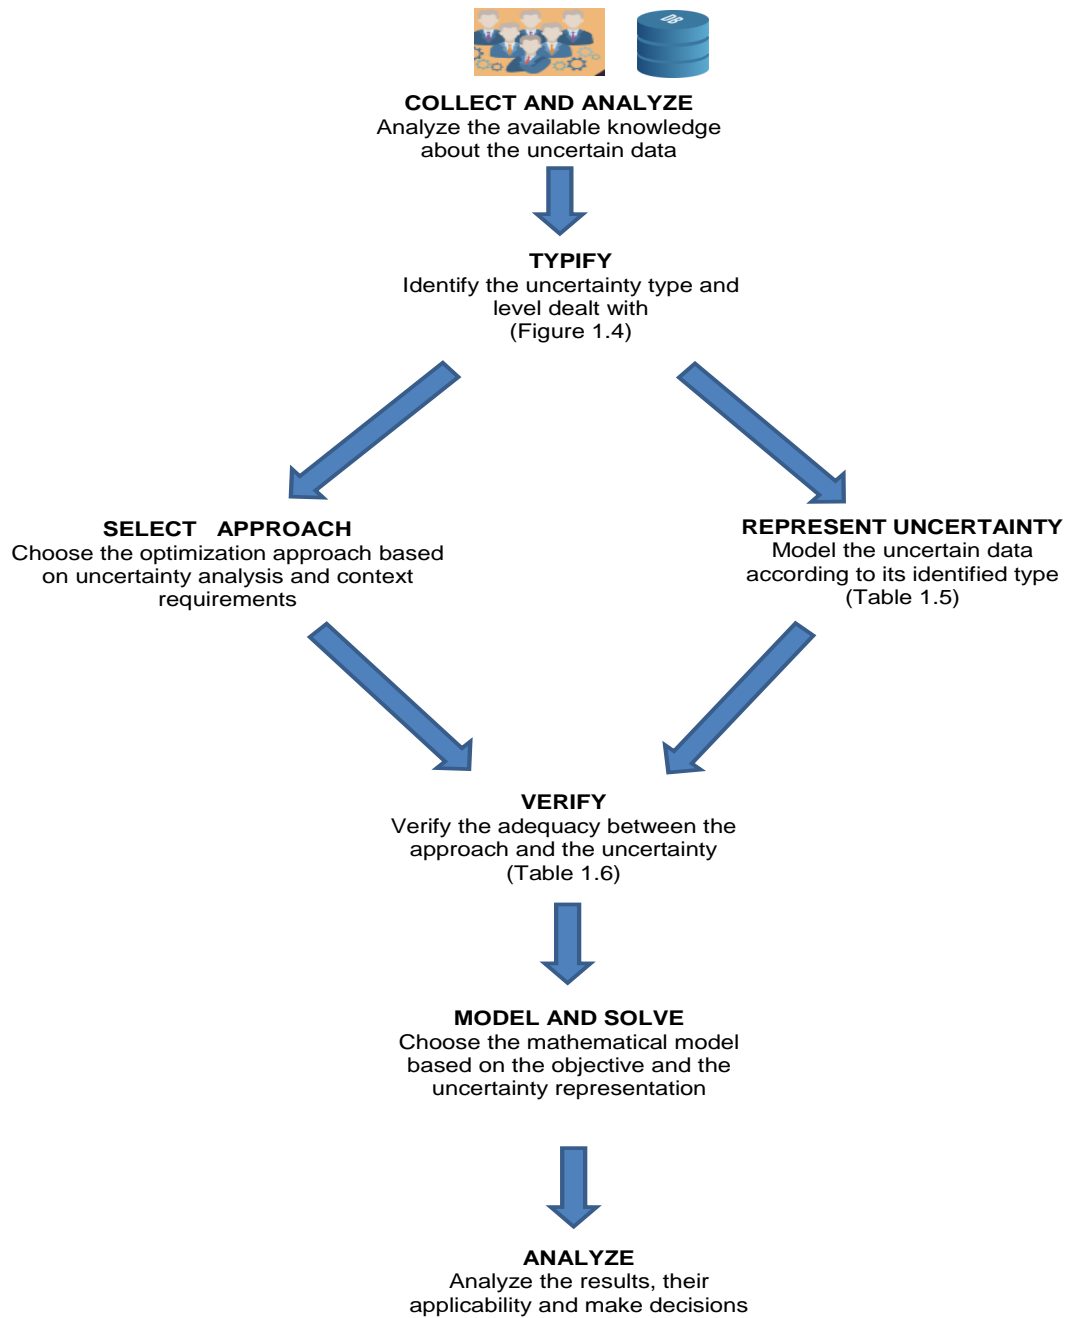 DB
COLLECT AND ANALYZE
Analyze the available knowledge
about the uncertain data
TYPIFY
Identify the uncertainty type and
level dealt with
(Figure 1.4)
SELECT APPROACH
Choose the optimization approach based
on uncertainty analysis and context
requirements
REPRESENT UNCERTAINTY
Model the uncertain data
according to its identified type
(Table 1.5)
VERIFY
Verify the adequacy between the
approach and the uncertainty
(Table 1.6)
MODEL AND SOLVE
Choose the mathematical model
based on the objective and the
uncertainty representation
ANALYZE
Analyze the results, their
applicability and make decisions